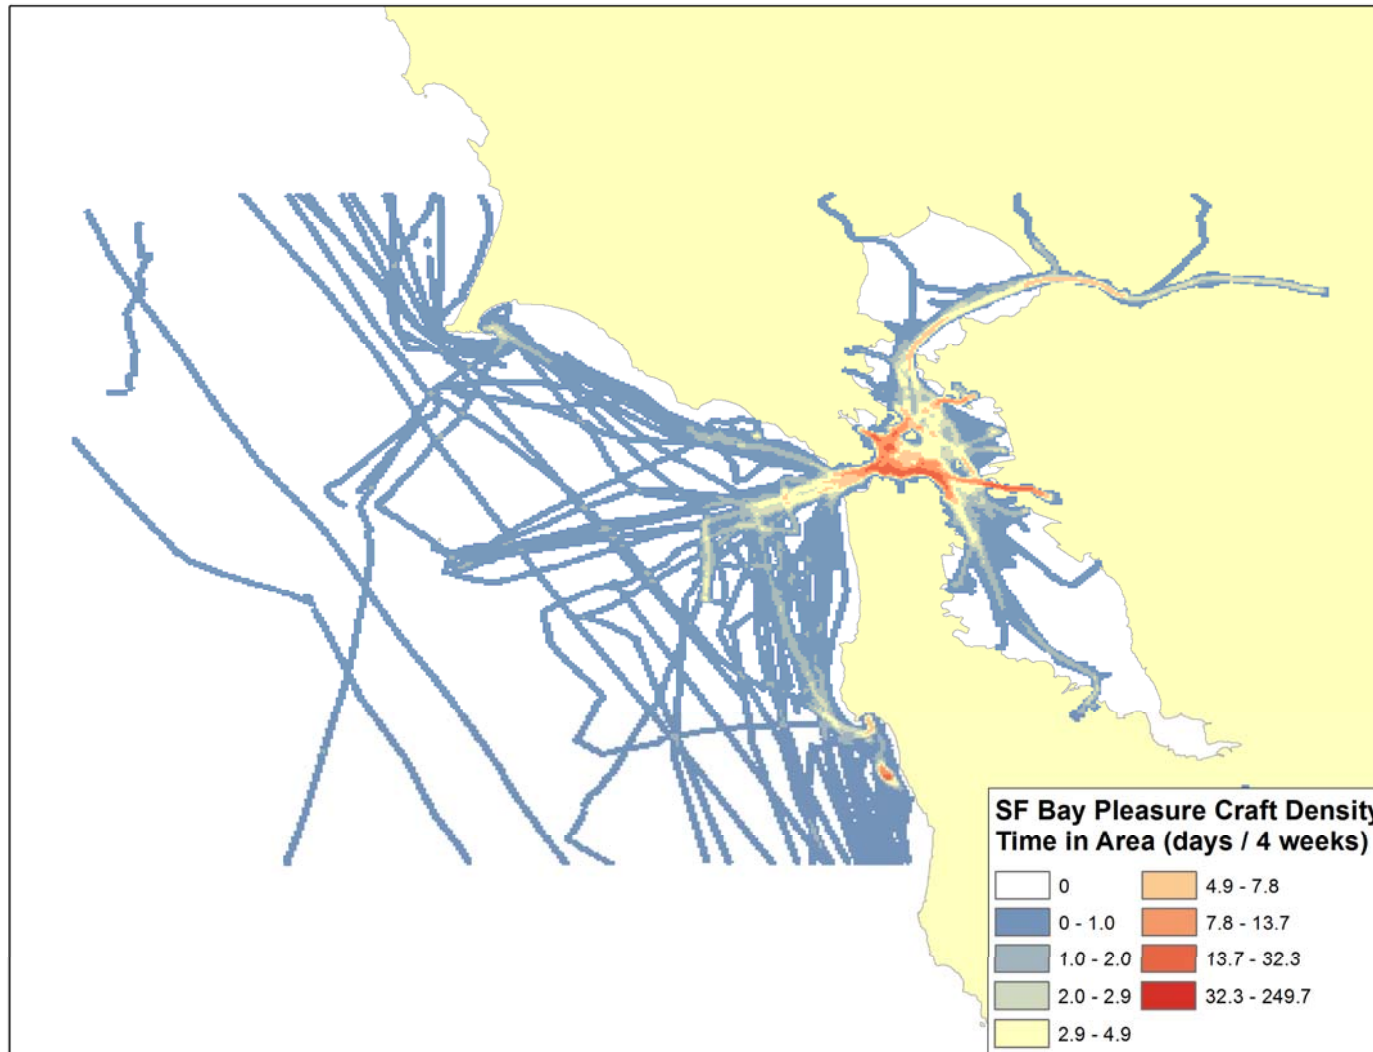 SF Bay Pleasure Craft Density
Time in Area (days / 4 weeks)
0
4.9 - 7.8
0 - 1.0
7.8 - 13.7
1.0 - 2.0
13.7 - 32.3
2.0 - 2.9
32.3 - 249.7
2.9 - 4.9